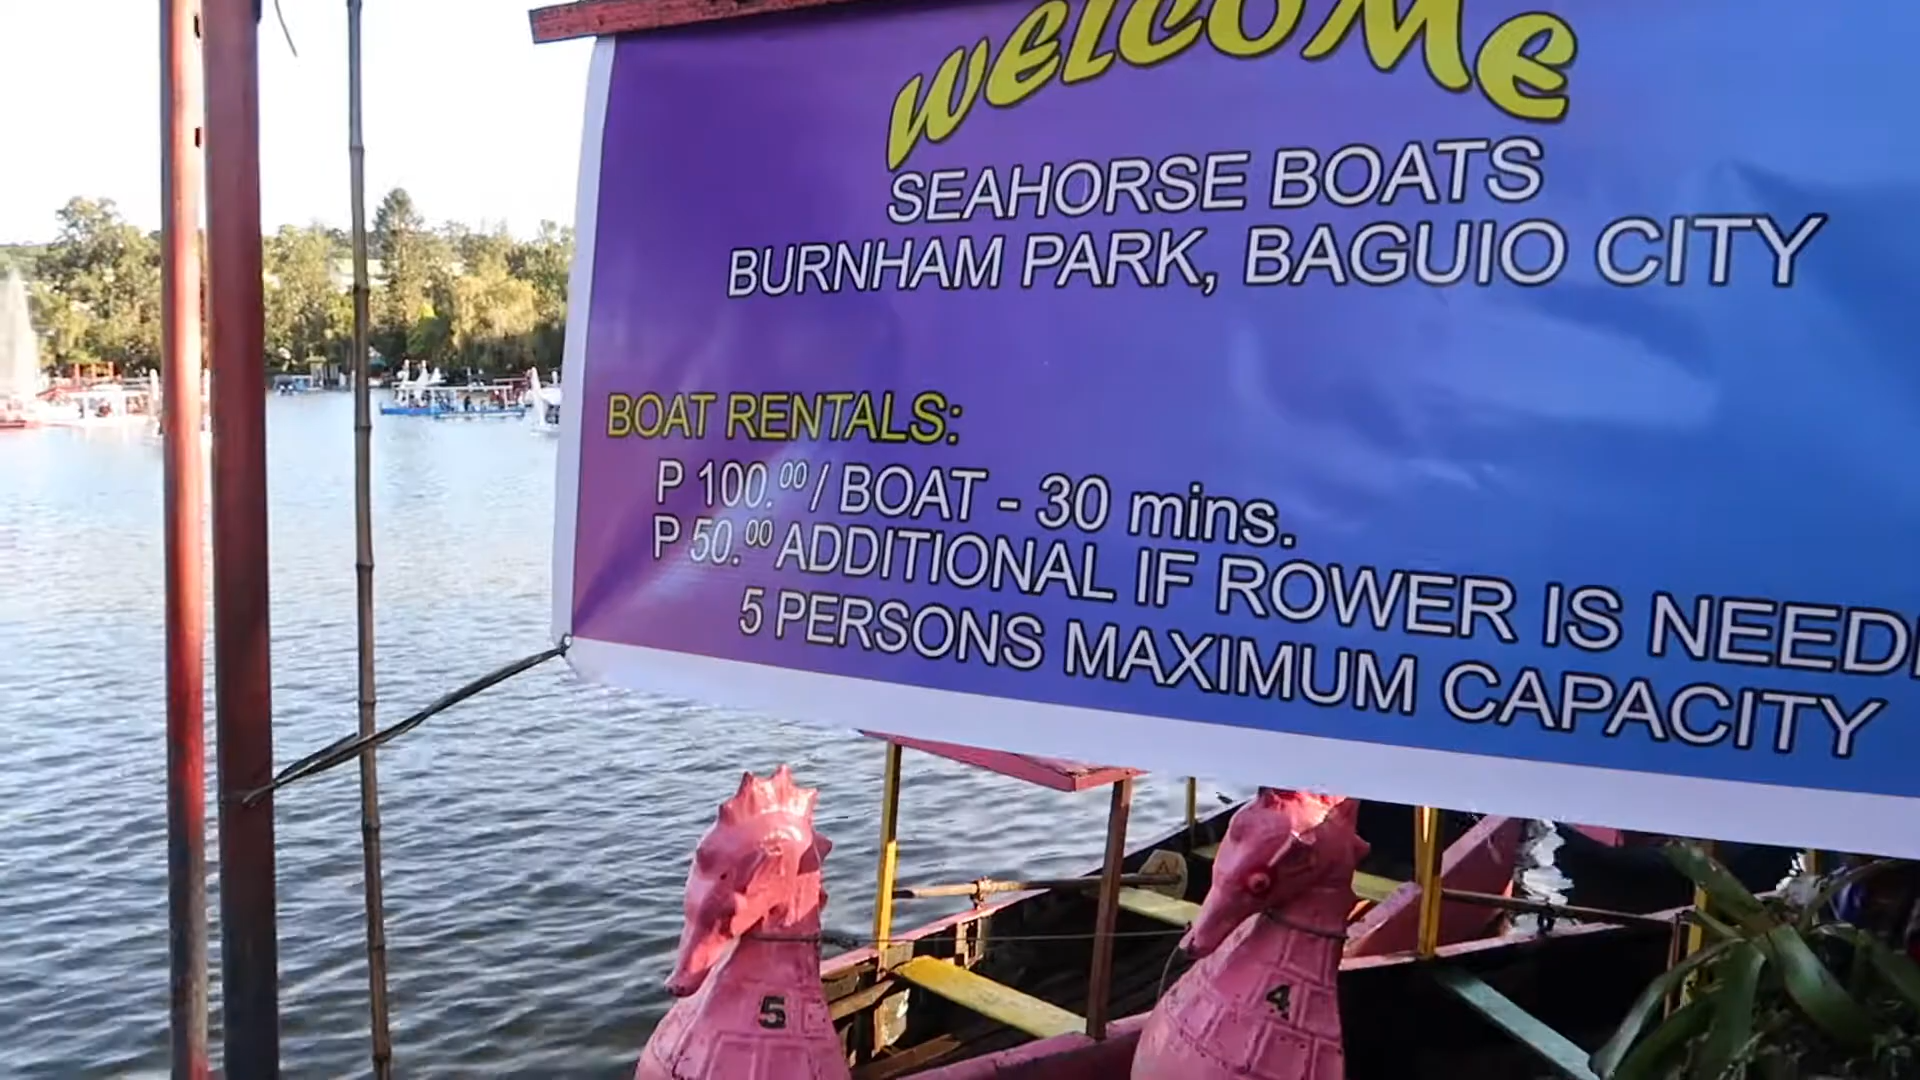 WELCOME
SEAHORSE BOATS
BURNHAM PARK, BAGUIO CITY
BOAT RENTALS:
P 100.00 / BOAT - 30 mins.
P 50.00 ADDITIONAL IF ROWER IS NEED
5 PERSONS MAXIMUM CAPACITY
5
4